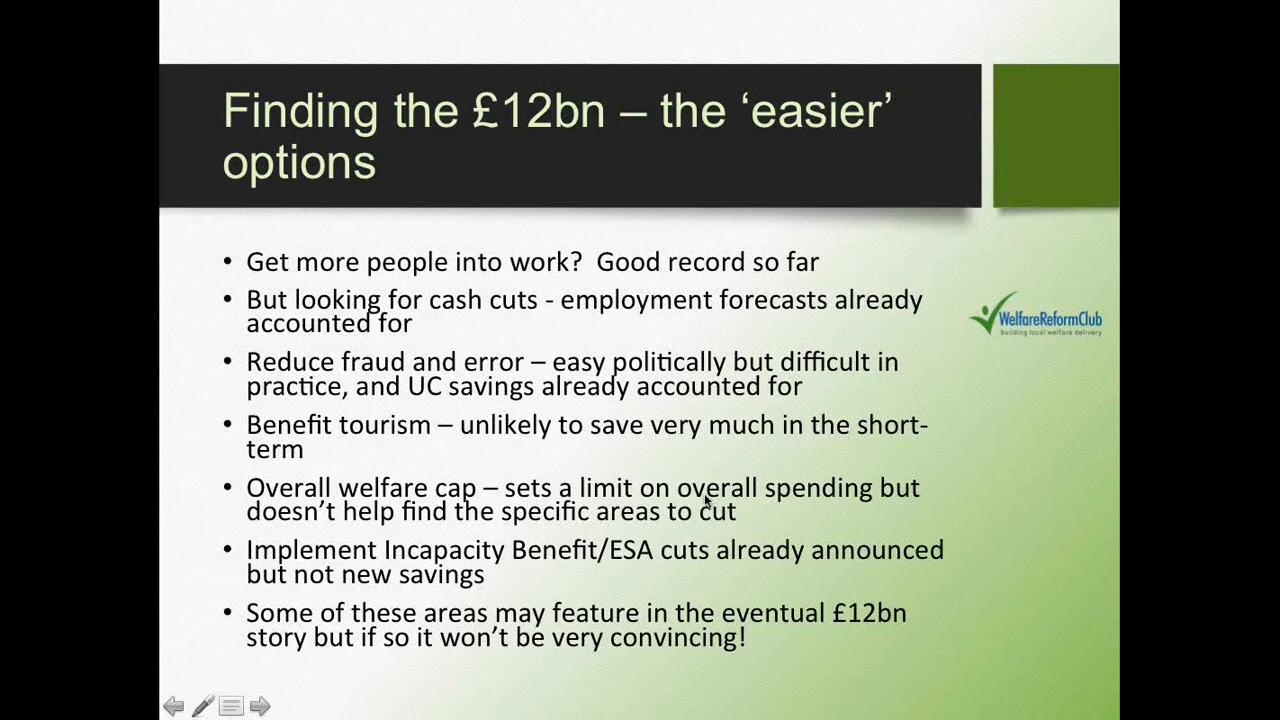 Finding the £12bn – the ‘easier’
options
• Get more people into work?  Good record so far
• But looking for cash cuts - employment forecasts already
accounted for
• Reduce fraud and error – easy politically but difficult in
practice, and UC savings already accounted for
• Benefit tourism – unlikely to save very much in the short-
term
• Overall welfare cap – sets a limit on overall spending but
doesn’t help find the specific areas to cut
• Implement Incapacity Benefit/ESA cuts already announced
but not new savings
• Some of these areas may feature in the eventual £12bn
story but if so it won’t be very convincing!
WelfareReformClub
building local welfare delivery